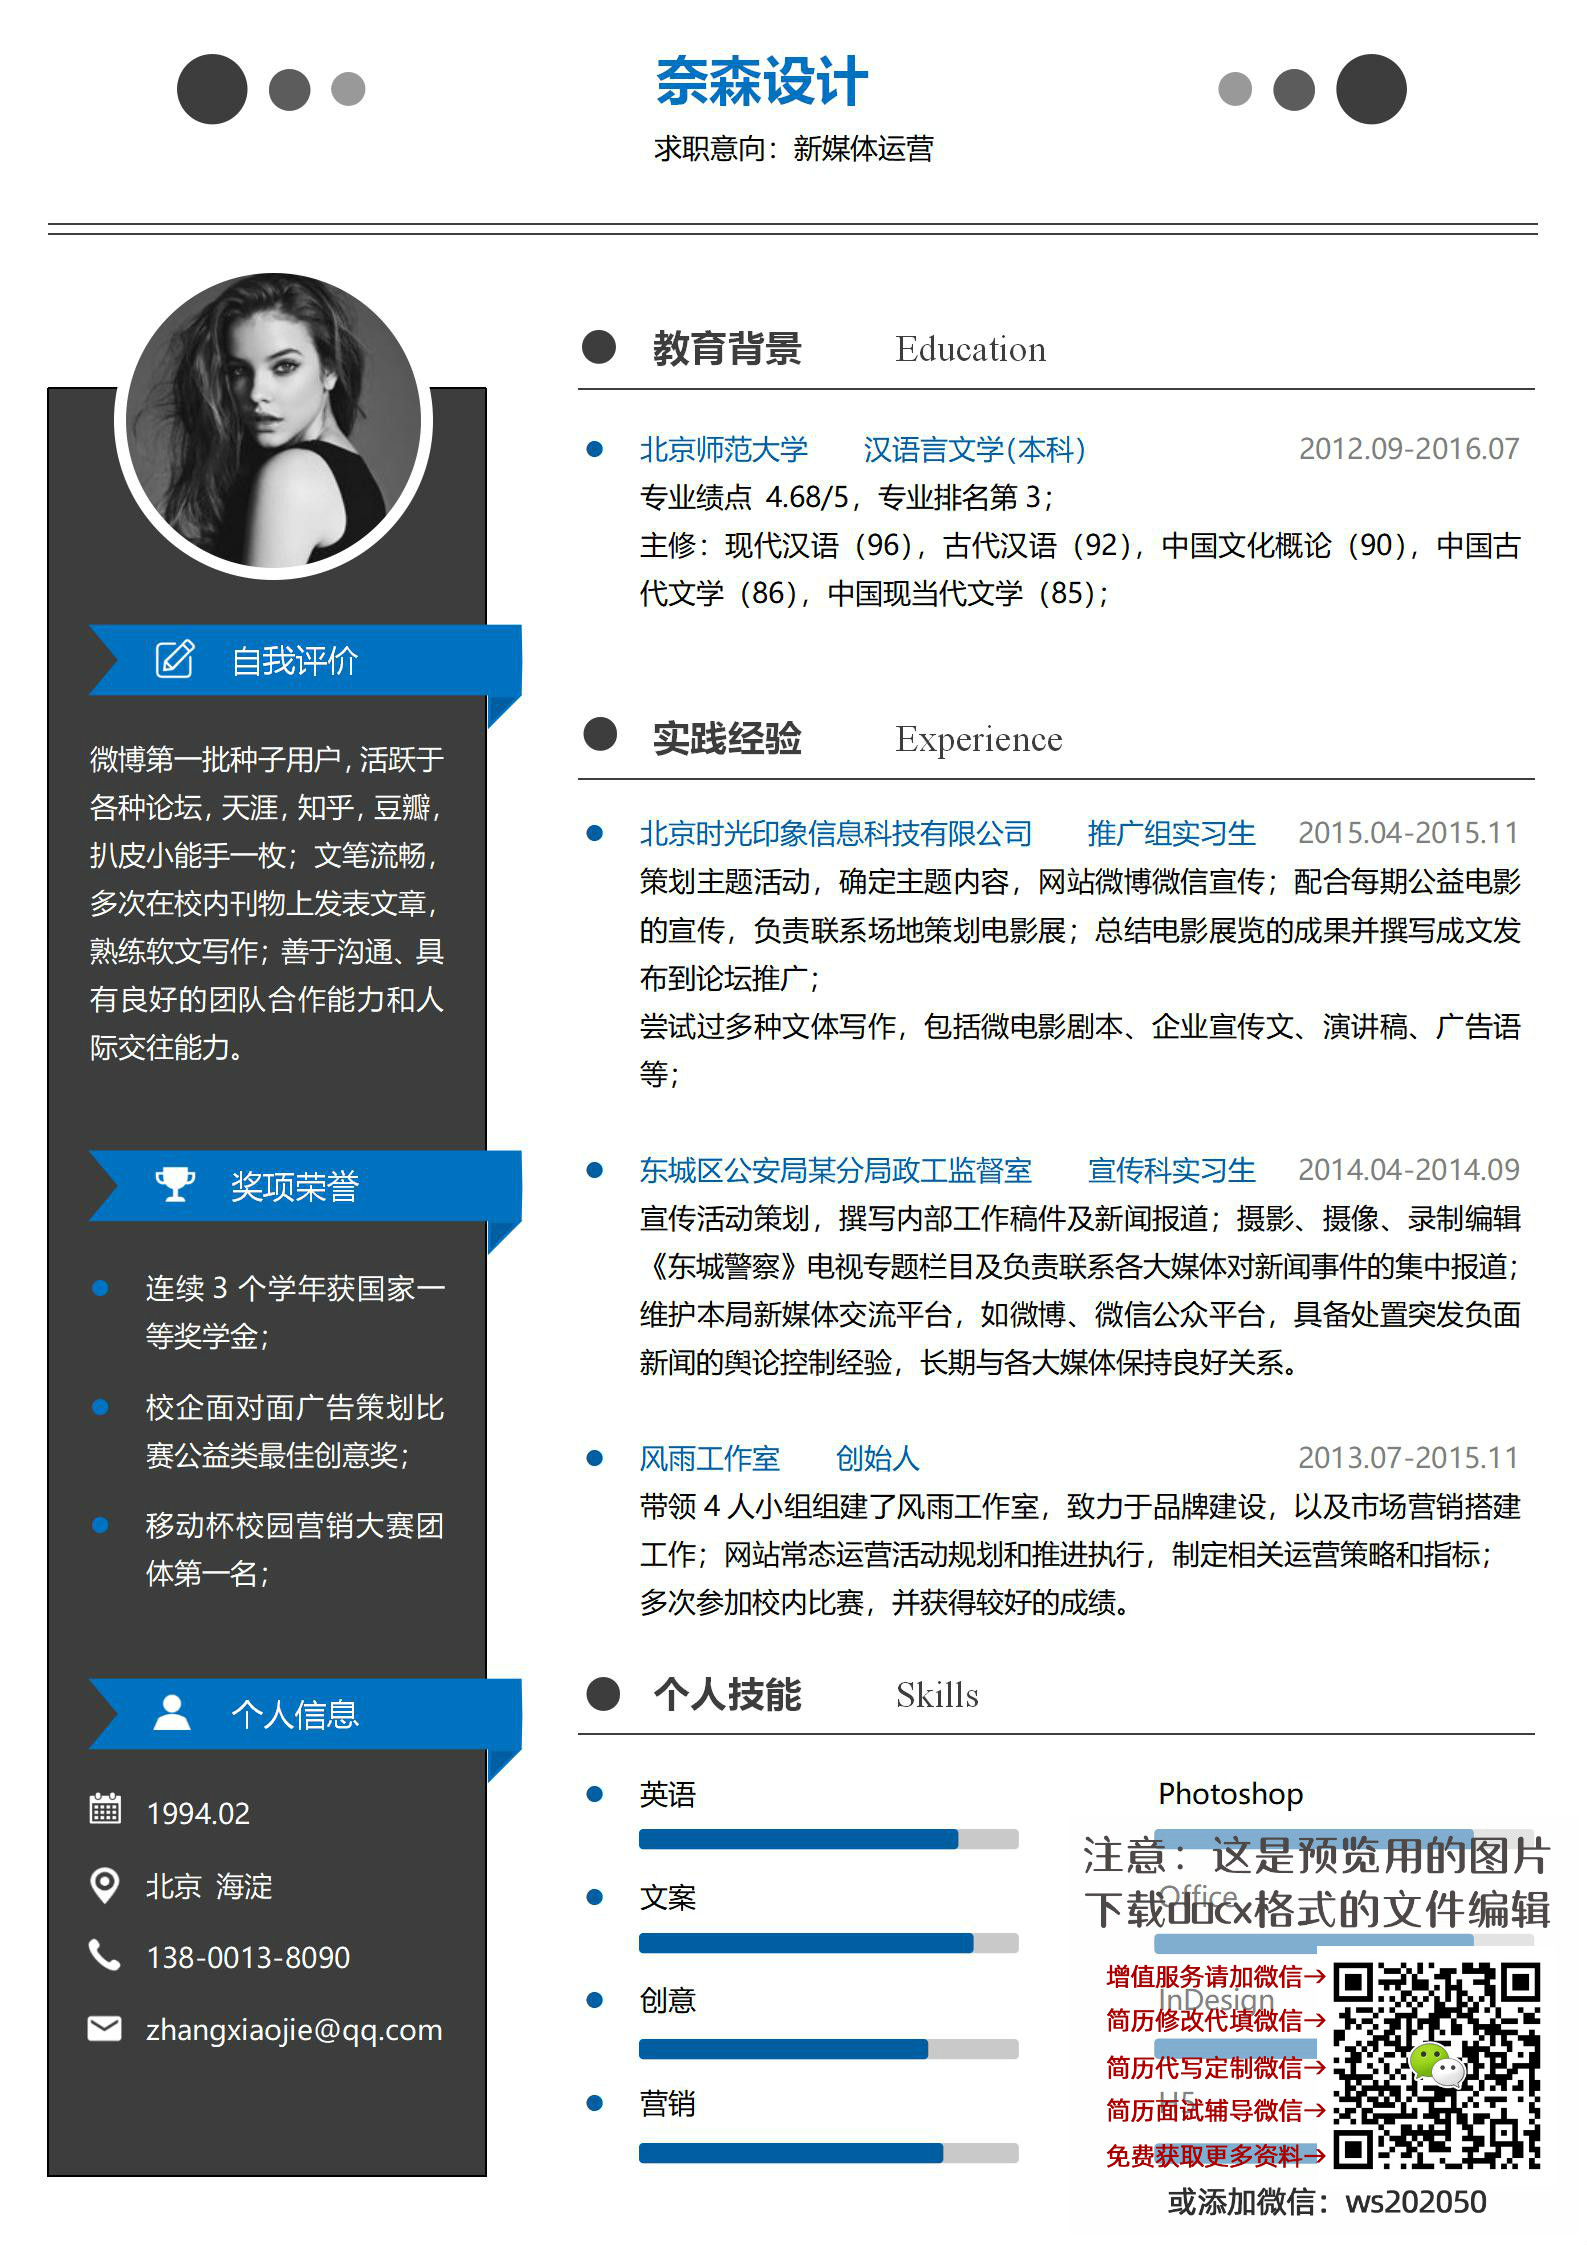 奈森设计
求职意向：新媒体运营
自我评价
微博第一批种子用户，活跃于
各种论坛，天涯，知乎，豆瓣，
扒皮小能手一枚；文笔流畅，
多次在校内刊物上发表文章，
熟练软文写作；善于沟通、具
有良好的团队合作能力和人
际交往能力。
奖项荣誉
连续 3 个学年获国家一
等奖学金；
校企面对面广告策划比
赛公益类最佳创意奖；
移动杯校园营销大赛团
体第一名；
个人信息
1994.02
北京 海淀
138-0013-8090
zhangxiaojie@qq.com
教育背景 Education
北京师范大学 汉语言文学(本科) 2012.09-2016.07
专业绩点 4.68/5，专业排名第 3；
主修：现代汉语（96），古代汉语（92），中国文化概论（90），中国古
代文学（86），中国现当代文学（85）；
实践经验 Experience
北京时光印象信息科技有限公司 推广组实习生 2015.04-2015.11
策划主题活动，确定主题内容，网站微博微信宣传；配合每期公益电影
的宣传，负责联系场地策划电影展；总结电影展览的成果并撰写成文发
布到论坛推广；
尝试过多种文体写作，包括微电影剧本、企业宣传文、演讲稿、广告语
等；
东城区公安局某分局政工监督室 宣传科实习生 2014.04-2014.09
宣传活动策划，撰写内部工作稿件及新闻报道；摄影、摄像、录制编辑
《东城警察》电视专题栏目及负责联系各大媒体对新闻事件的集中报道；
维护本局新媒体交流平台，如微博、微信公众平台，具备处置突发负面
新闻的舆论控制经验，长期与各大媒体保持良好关系。
风雨工作室 创始人 2013.07-2015.11
带领 4 人小组组建了风雨工作室，致力于品牌建设，以及市场营销搭建
工作；网站常态运营活动规划和推进执行，制定相关运营策略和指标；
多次参加校内比赛，并获得较好的成绩。
个人技能 Skills
英语 Photoshop
文案 Office
创意 InDesign
营销 H5
注意：这是预览用的图片
下载docx格式的文件编辑
增值服务请加微信→
简历修改代填微信→
简历代写定制微信→
简历面试辅导微信→
免费获取更多资料→
或添加微信：ws202050